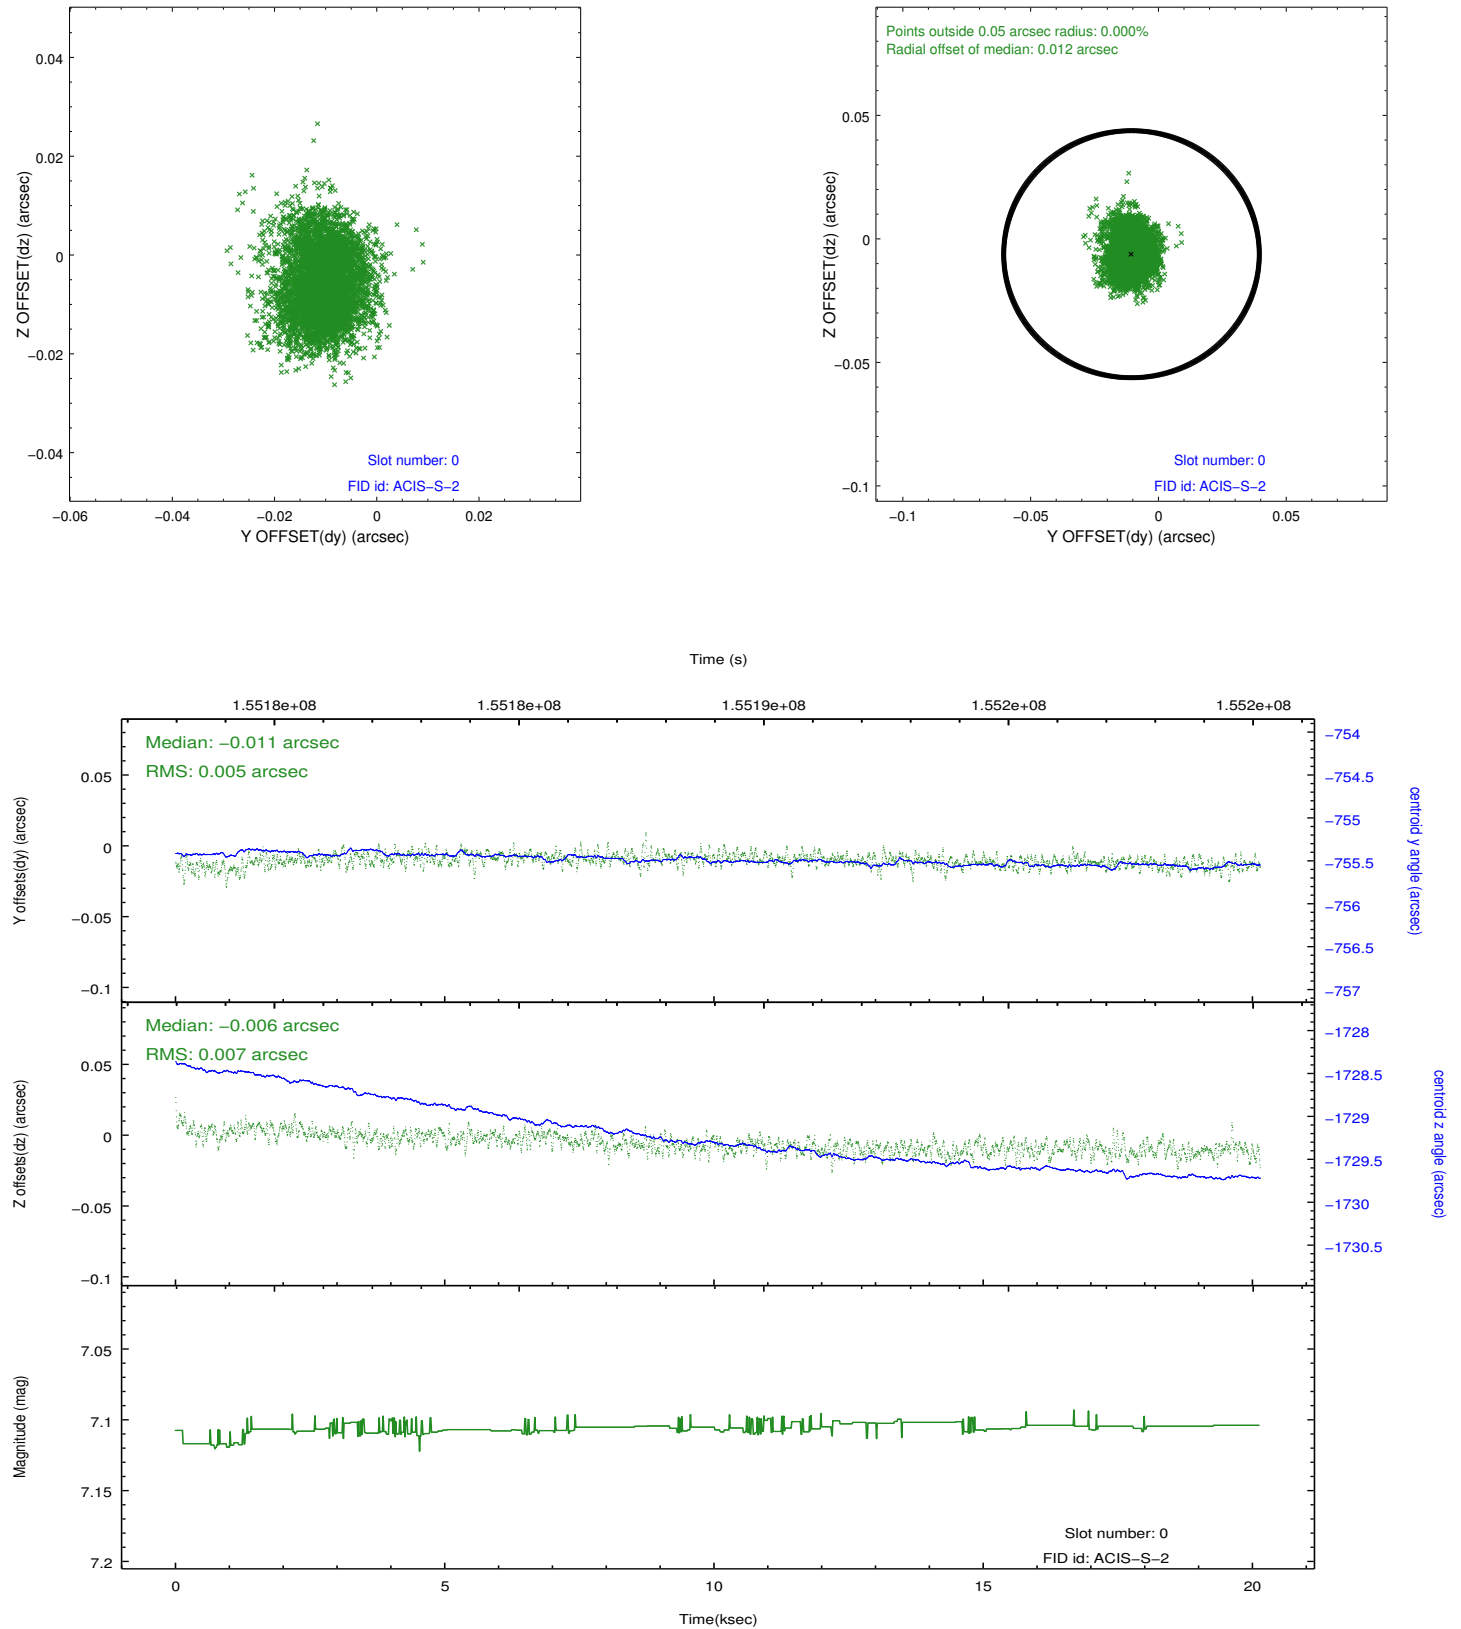 0.04
0.02
0
−0.02
−0.04
Z OFFSET(dz) (arcsec)
Slot number: 0
FID id: ACIS−S−2
−0.06
−0.04
−0.02
0
0.02
Y OFFSET(dy) (arcsec)
Points outside 0.05 arcsec radius: 0.000%
Radial offset of median: 0.012 arcsec
0.05
0
−0.05
−0.1
Z OFFSET(dz) (arcsec)
Slot number: 0
FID id: ACIS−S−2
−0.1
−0.05
0
0.05
Y OFFSET(dy) (arcsec)
Time (s)
1.5518e+08
1.5518e+08
1.5519e+08
1.552e+08
1.552e+08
Median: −0.011 arcsec
RMS: 0.005 arcsec
0.05
0
−0.05
−0.1
Y offsets(dy) (arcsec)
−754
−754.5
−755
−755.5
−756
−756.5
−757
centroid y angle (arcsec)
Median: −0.006 arcsec
RMS: 0.007 arcsec
0.05
0
−0.05
−0.1
Z offsets(dz) (arcsec)
−1728
−1728.5
−1729
−1729.5
−1730
−1730.5
centroid z angle (arcsec)
7.05
7.1
7.15
7.2
Magnitude (mag)
Slot number: 0
FID id: ACIS−S−2
0
5
10
15
20
Time(ksec)